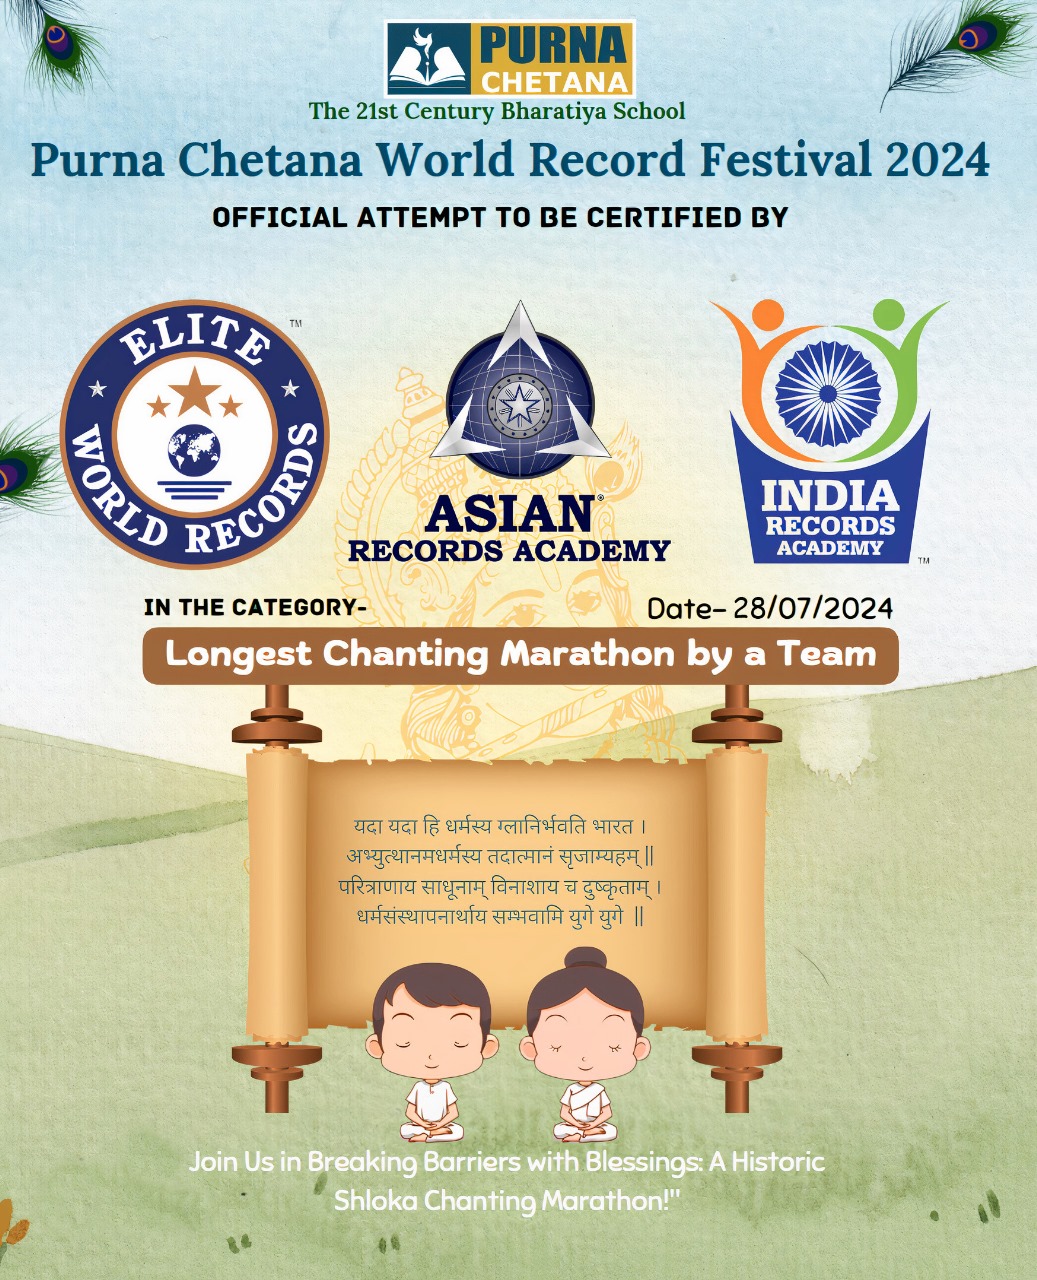 PURNA
CHETANA
The 21st Century Bharatiya School
Purna Chetana World Record Festival 2024
OFFICIAL ATTEMPT TO BE CERTIFIED BY
ELITE
WORLD RECORDS
TM
ASIAN®
RECORDS ACADEMY
INDIA
RECORDS
ACADEMY
TM
IN THE CATEGORY-
Date- 28/07/2024
Longest Chanting Marathon by a Team
यदा यदा हि धर्मस्य ग्लानिर्भवति भारत ।
अभ्युत्थानमधर्मस्य तदात्मानं सृजाम्यहम् ||
परित्राणाय साधूनाम् विनाशाय च दुष्कृताम् ।
धर्मसंस्थापनार्थाय सम्भवामि युगे युगे ||
Join Us in Breaking Barriers with Blessings: A Historic
Shloka Chanting Marathon!"